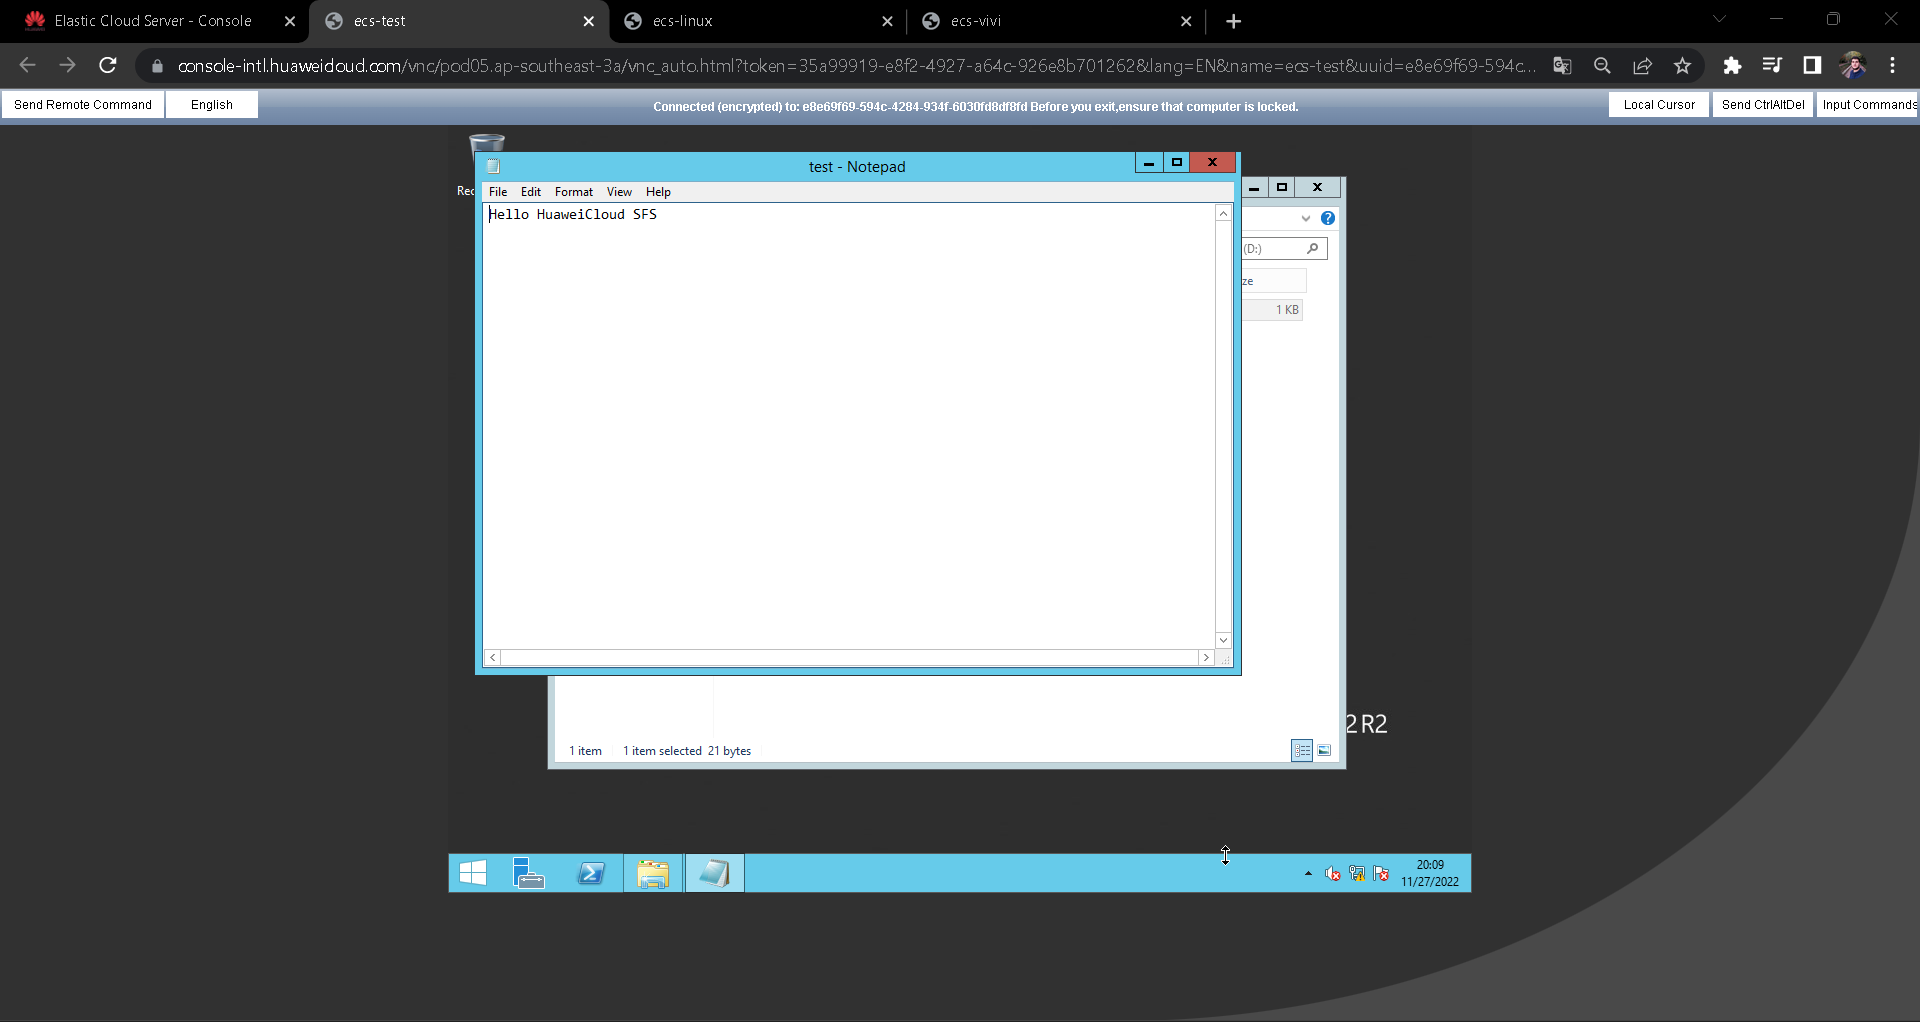 Elastic Cloud Server - Console
ecs-test
ecs-linux
ecs-vivi
console-intl.huaweicloud.com/vnc/pod05.ap-southeast-3a/vnc_auto.html?token=35a99919-e8f2-4927-a64c-926e8b701262&lang=EN&name=ecs-test&uuid=e8e69f69-594c...
Send Remote Command
English
Connected (encrypted) to: e8e69f69-594c-4284-934f-6030fd8df8fd Before you exit,ensure that computer is locked.
Local Cursor
Send CtrlAltDel
Input Commands
Rec
test - Notepad
File Edit Format View Help
Hello HuaweiCloud SFS
(D:)
ze
1 KB
2 R2
1 item 1 item selected 21 bytes
20:09
11/27/2022